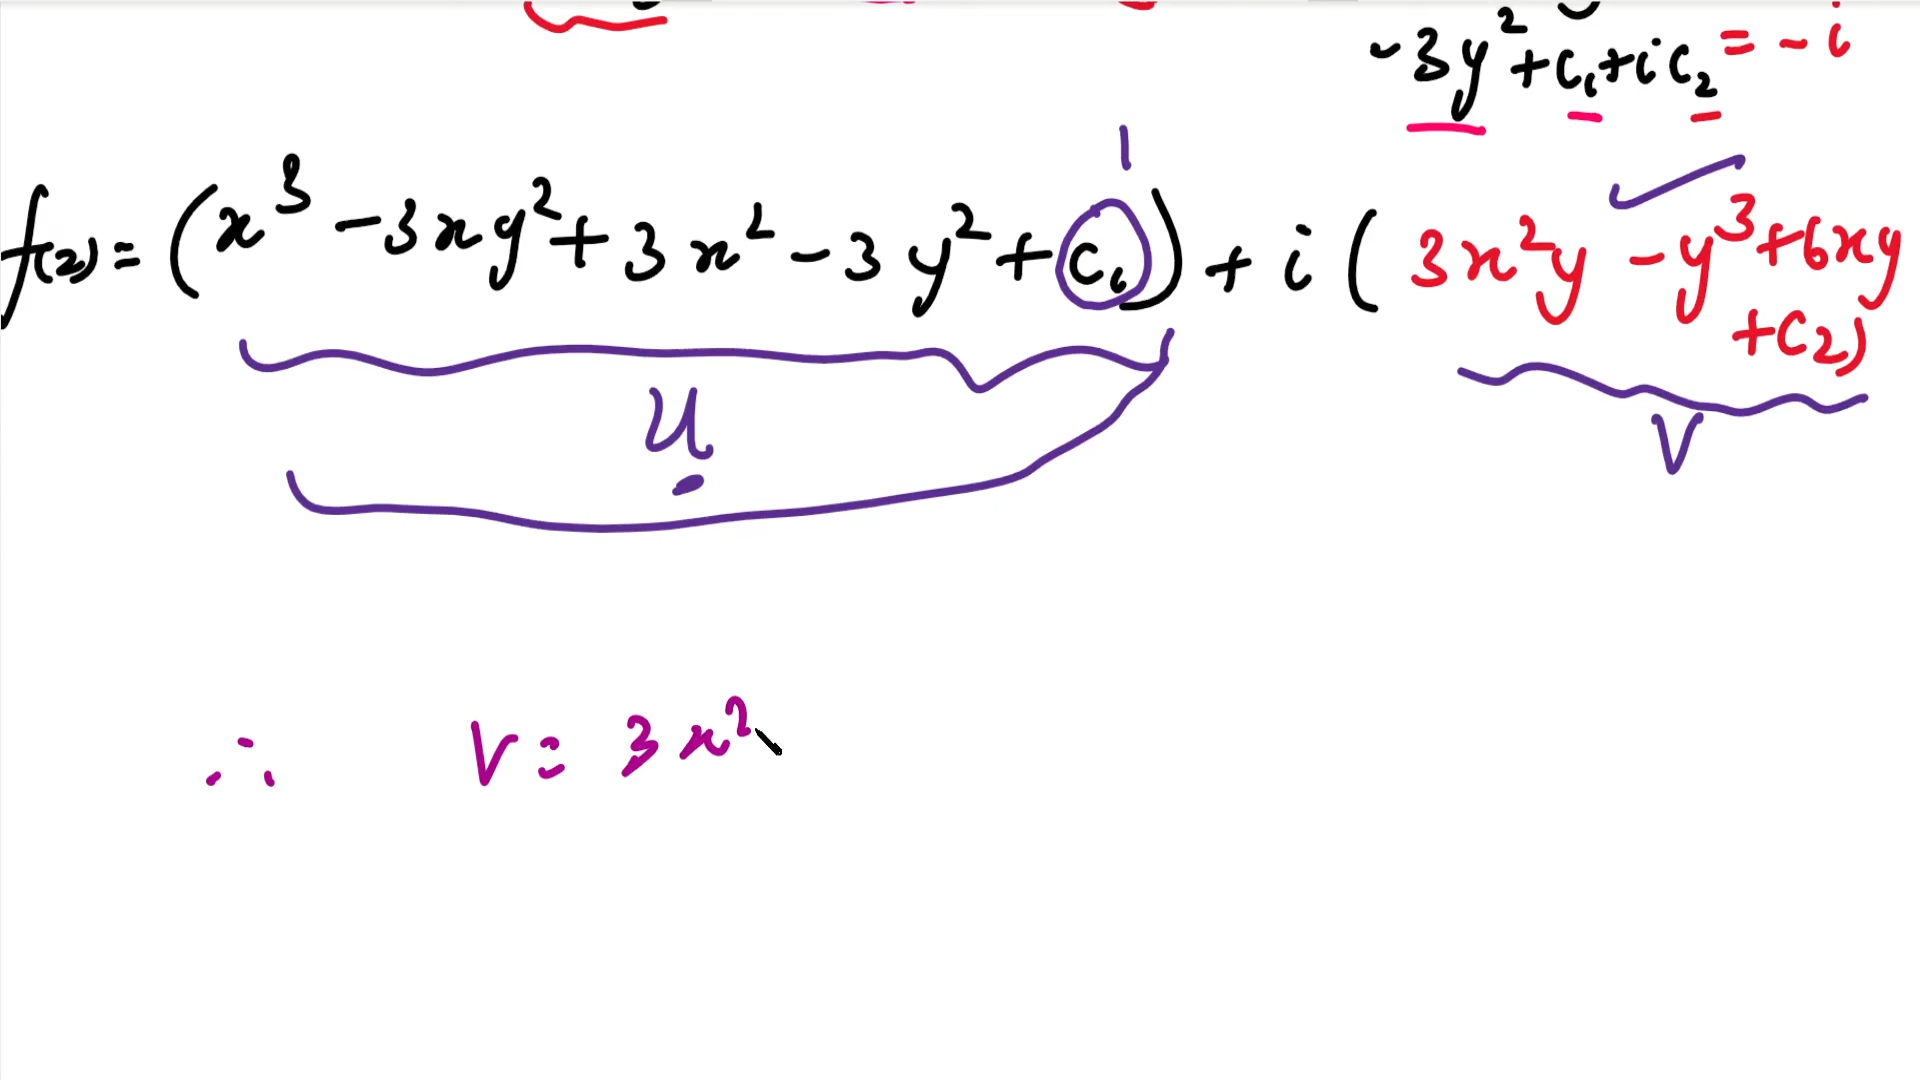 -3y²+c₁+ic₂ = -i
1
f(z)= (x³ -3xy²+3x² -3y²+c₁) + i (3x²y -y³+6xy
+c₂)
u
v
∴ v= 3x²